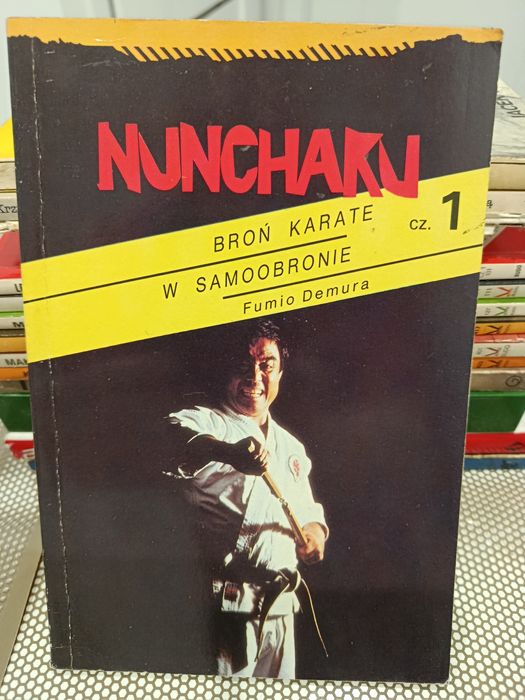 NUNCHAKU
BROŃ KARATE
cz. 1
W SAMOOBRONIE
Fumio Demura